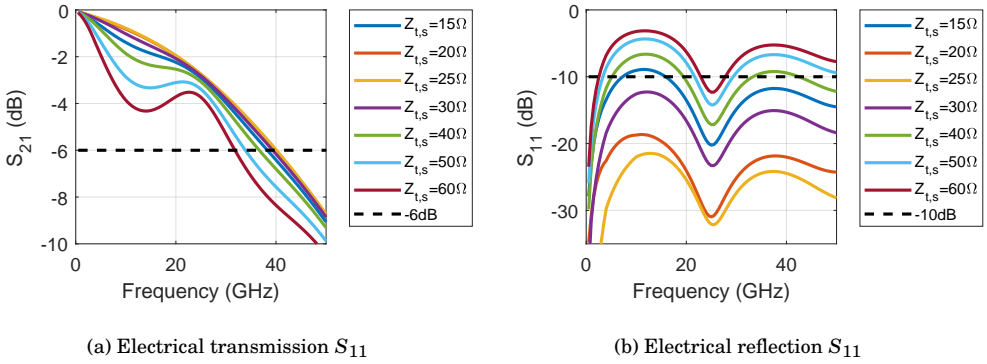 0
-2
-4
-6
-8
-10
S21 (dB)
0
20
40
Frequency (GHz)
Zt,s=15Ω
Zt,s=20Ω
Zt,s=25Ω
Zt,s=30Ω
Zt,s=40Ω
Zt,s=50Ω
Zt,s=60Ω
-6dB
(a) Electrical transmission S11
0
-10
-20
-30
S11 (dB)
0
20
40
Frequency (GHz)
Zt,s=15Ω
Zt,s=20Ω
Zt,s=25Ω
Zt,s=30Ω
Zt,s=40Ω
Zt,s=50Ω
Zt,s=60Ω
-10dB
(b) Electrical reflection S11